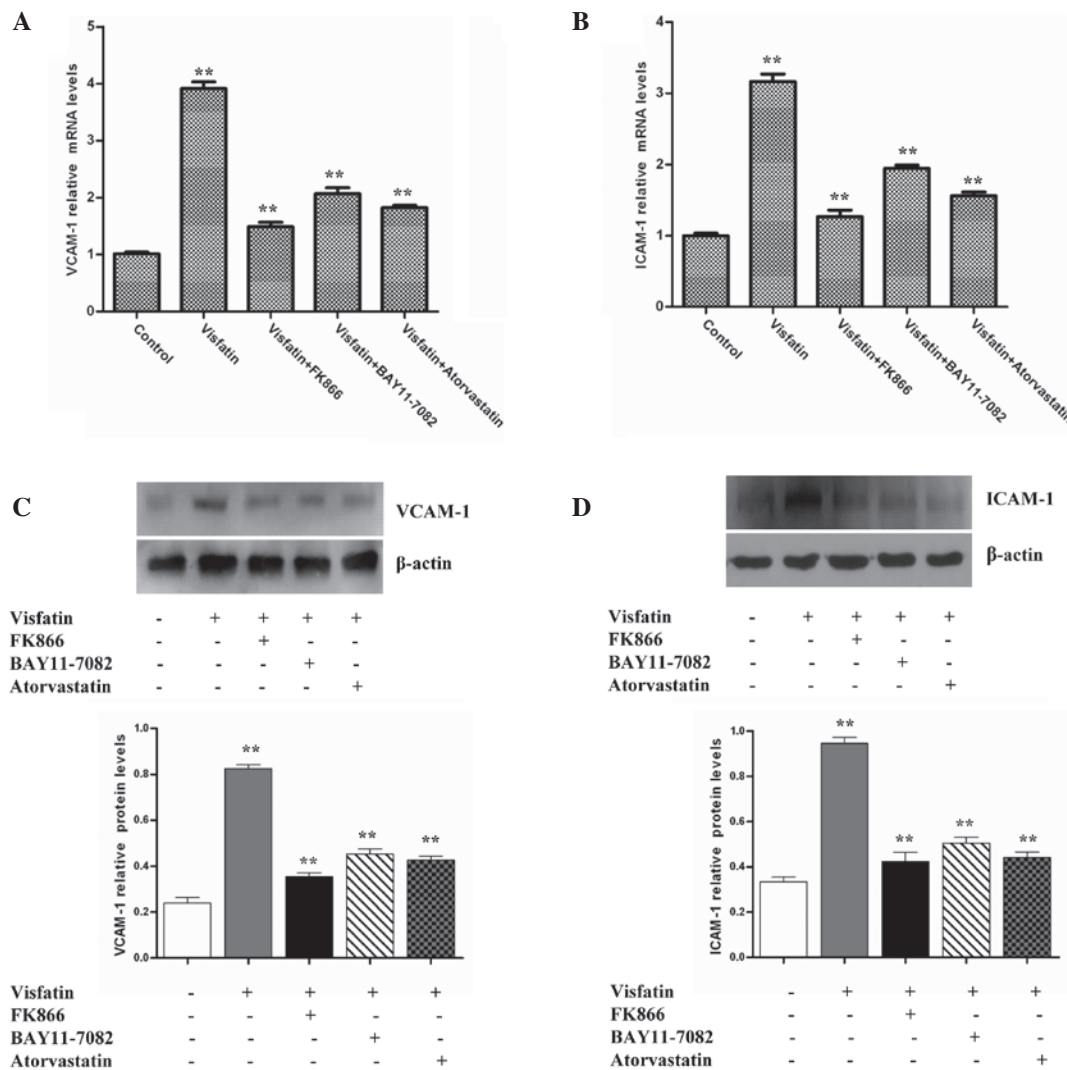 A
VCAM-1 relative mRNA levels
5
4
3
2
1
0
**
**
**
**
Control
Visfatin
Visfatin+FK866
Visfatin+BAY11-7082
Visfatin+Atorvastatin
B
ICAM-1 relative mRNA levels
4
3
2
1
0
**
**
**
**
Control
Visfatin
Visfatin+FK866
Visfatin+BAY11-7082
Visfatin+Atorvastatin
C
VCAM-1
β-actin
Visfatin - + + + +
FK866 - - + - -
BAY11-7082 - - - + -
Atorvastatin - - - - +
VCAM-1 relative protein levels
1.0
0.8
0.6
0.4
0.2
0.0
**
**
**
**
Visfatin - + + + +
FK866 - - + - -
BAY11-7082 - - - + -
Atorvastatin - - - - +
D
ICAM-1
β-actin
Visfatin - + + + +
FK866 - - + - -
BAY11-7082 - - - + -
Atorvastatin - - - - +
ICAM-1 relative protein levels
1.0
0.8
0.6
0.4
0.2
0.0
**
**
**
**
Visfatin - + + + +
FK866 - - + - -
BAY11-7082 - - - + -
Atorvastatin - - - - +